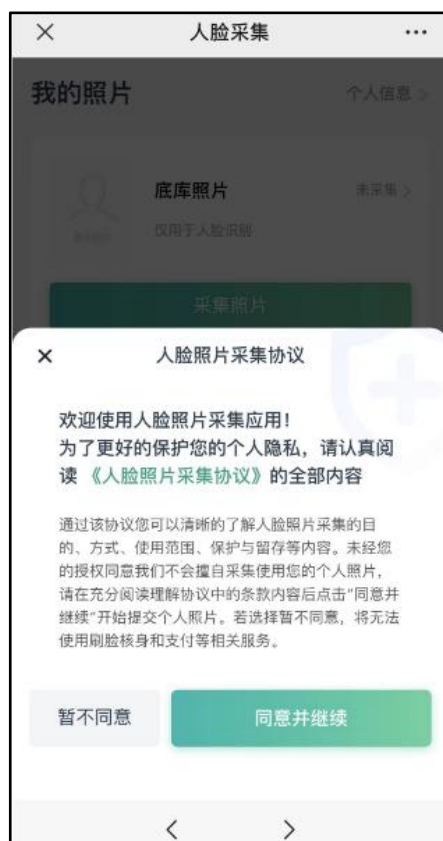 人脸采集
我的照片
个人信息 >
底库照片
未采集 >
仅用于人脸识别
采集照片
人脸照片采集协议
欢迎使用人脸照片采集应用！
为了更好的保护您的个人隐私，请认真阅
读 《人脸照片采集协议》的全部内容
通过该协议您可以清晰的了解人脸照片采集的目
的、方式、使用范围、保护与留存等内容。未经您
的授权同意我们不会擅自采集使用您的个人照片，
请在充分阅读理解协议中的条款内容后点击“同意并
继续”开始提交个人照片。若选择暂不同意，将无法
使用刷脸核身和支付等相关服务。
暂不同意
同意并继续